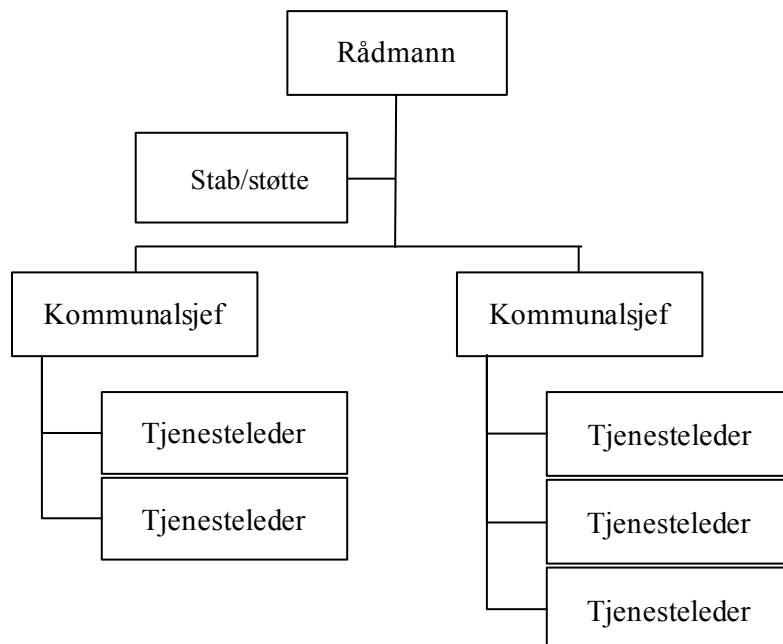 Rådmann
Stab/støtte
Kommunalsjef
Kommunalsjef
Tjenesteleder
Tjenesteleder
Tjenesteleder
Tjenesteleder
Tjenesteleder